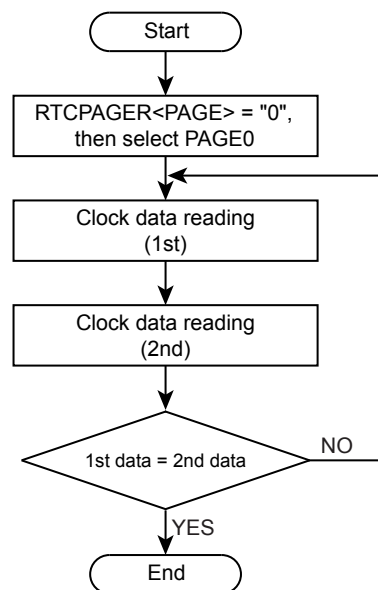 Start
RTCPAGER<PAGE> = "0",
then select PAGE0
Clock data reading
(1st)
Clock data reading
(2nd)
1st data = 2nd data
NO
YES
End